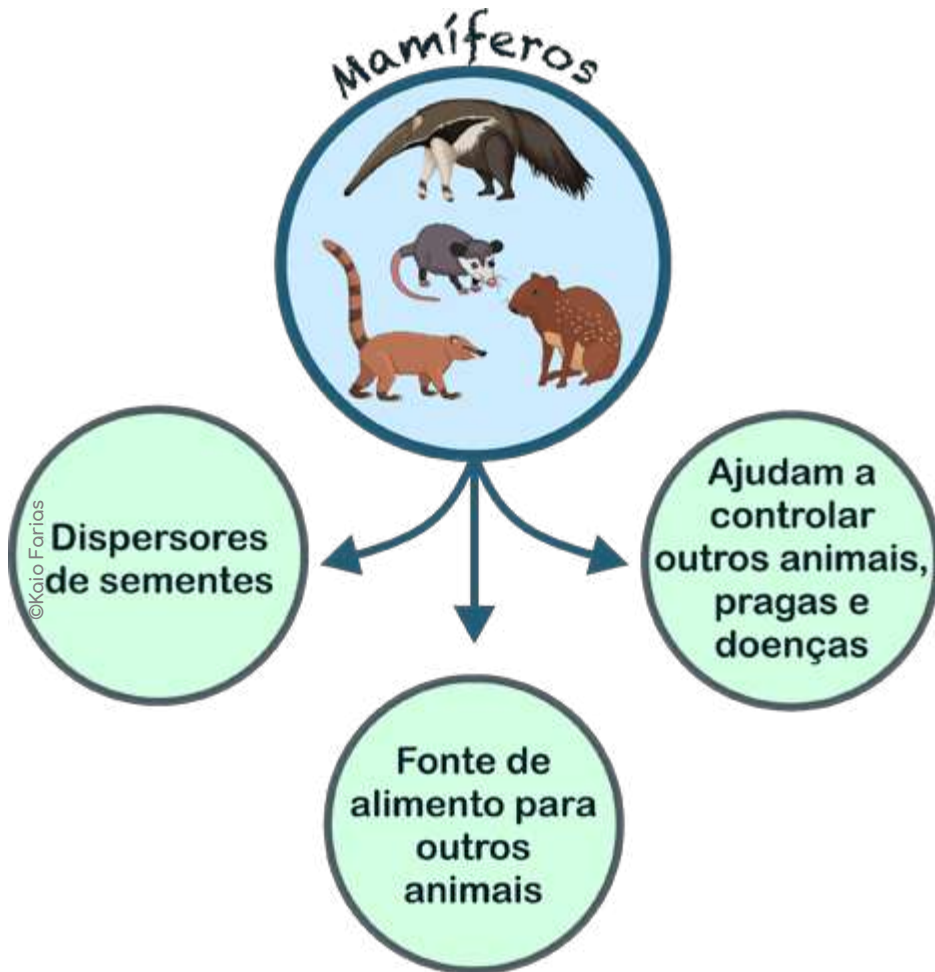 Mamíferos
Dispersores
de sementes
Ajudam a
controlar
outros animais,
pragas e
doenças
Fonte de
alimento para
outros
animais
©Kaio Farias